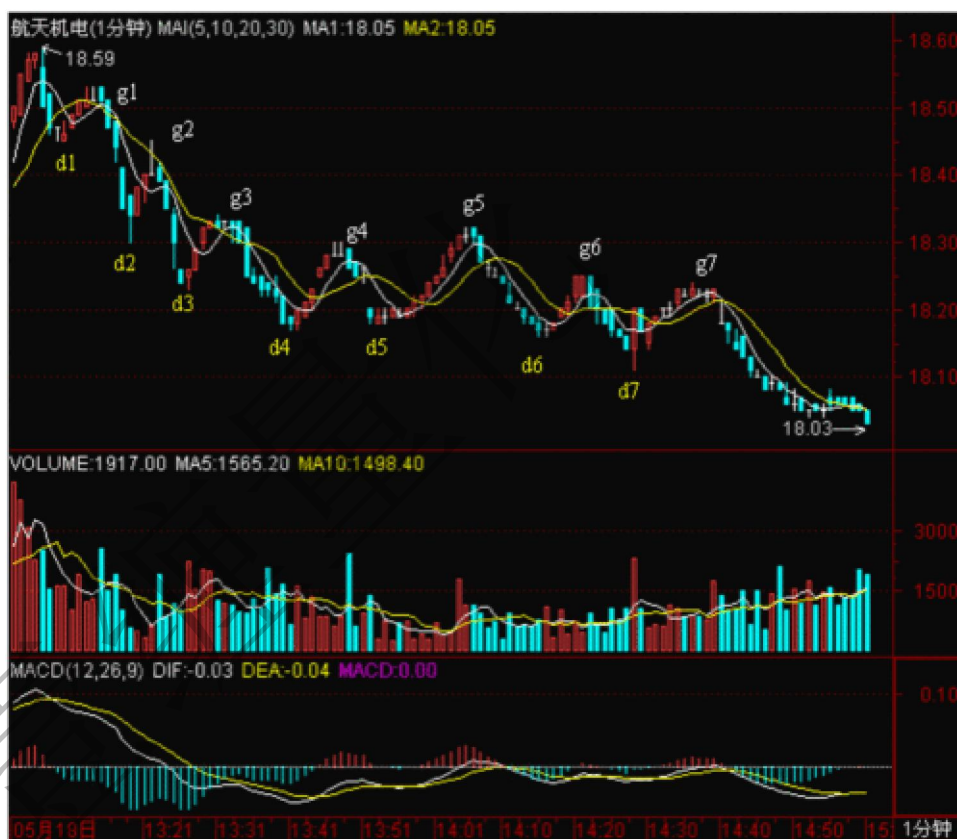 航天机电(1分钟) MAI(5,10,20,30) MA1:18.05 MA2:18.05
18.60
18.59
g1
18.50
g2
d1
18.40
g3
g5
g4
g6
18.30
g7
d2
d3
18.20
d4
d5
d6
d7
18.10
18.03
VOLUME:1917.00 MA5:1565.20 MA10:1498.40
3000
1500
MACD(12,26,9) DIF:-0.03 DEA:-0.04 MACD:0.00
0.10
05月18日 13:21 13:31 13:41 13:51 14:01 14:10 14:20 14:30 14:40 14:50 1分钟